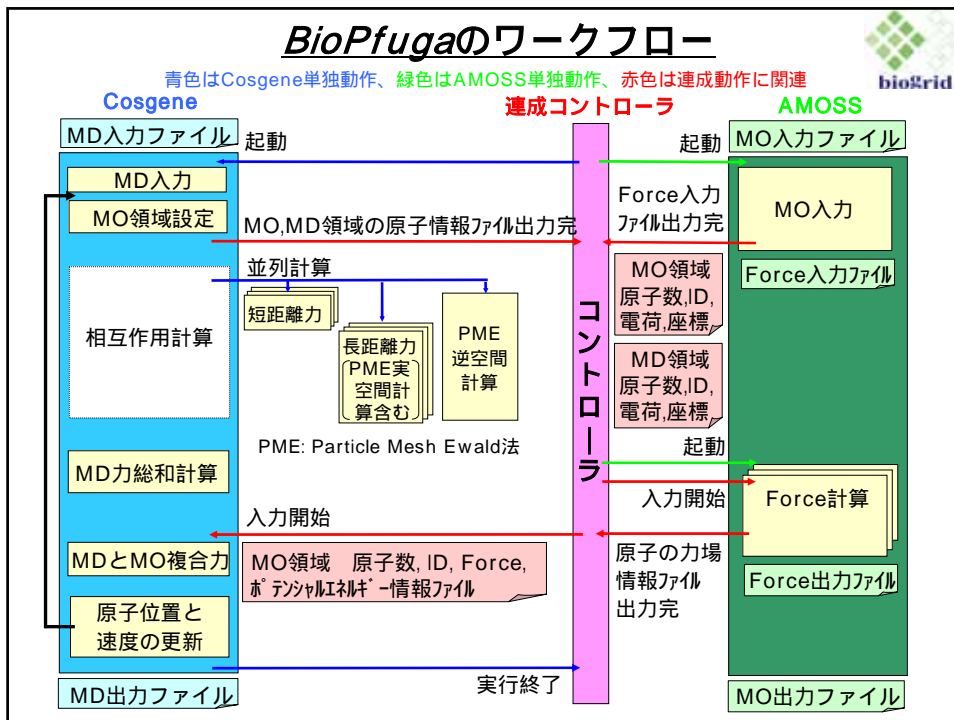 BioPfugaのワークフロー
biogrid
青色はCosgene単独動作、緑色はAMOSS単独動作、赤色は連成動作に関連
Cosgene
連成コントローラ
AMOSS
MD入力ファイル
起動
起動
MO入力ファイル
MD入力
MO領域設定
MO,MD領域の原子情報ファイル出力完
Force入力
ファイル出力完
MO入力
Force入力ファイル
並列計算
相互作用計算
短距離力
長距離力
PME実
空間計
算含む
PME
逆空間
計算
PME: Particle Mesh Ewald法
コントローラ
MO領域
原子数,ID,
電荷,座標
MD領域
原子数,ID,
電荷,座標
起動
MD力総和計算
入力開始
Force計算
入力開始
MDとMO複合力
MO領域 原子数, ID, Force,
ポテンシャルエネルギー情報ファイル
原子の力場
情報ファイル
出力完
Force出力ファイル
原子位置と
速度の更新
実行終了
MD出力ファイル
MO出力ファイル